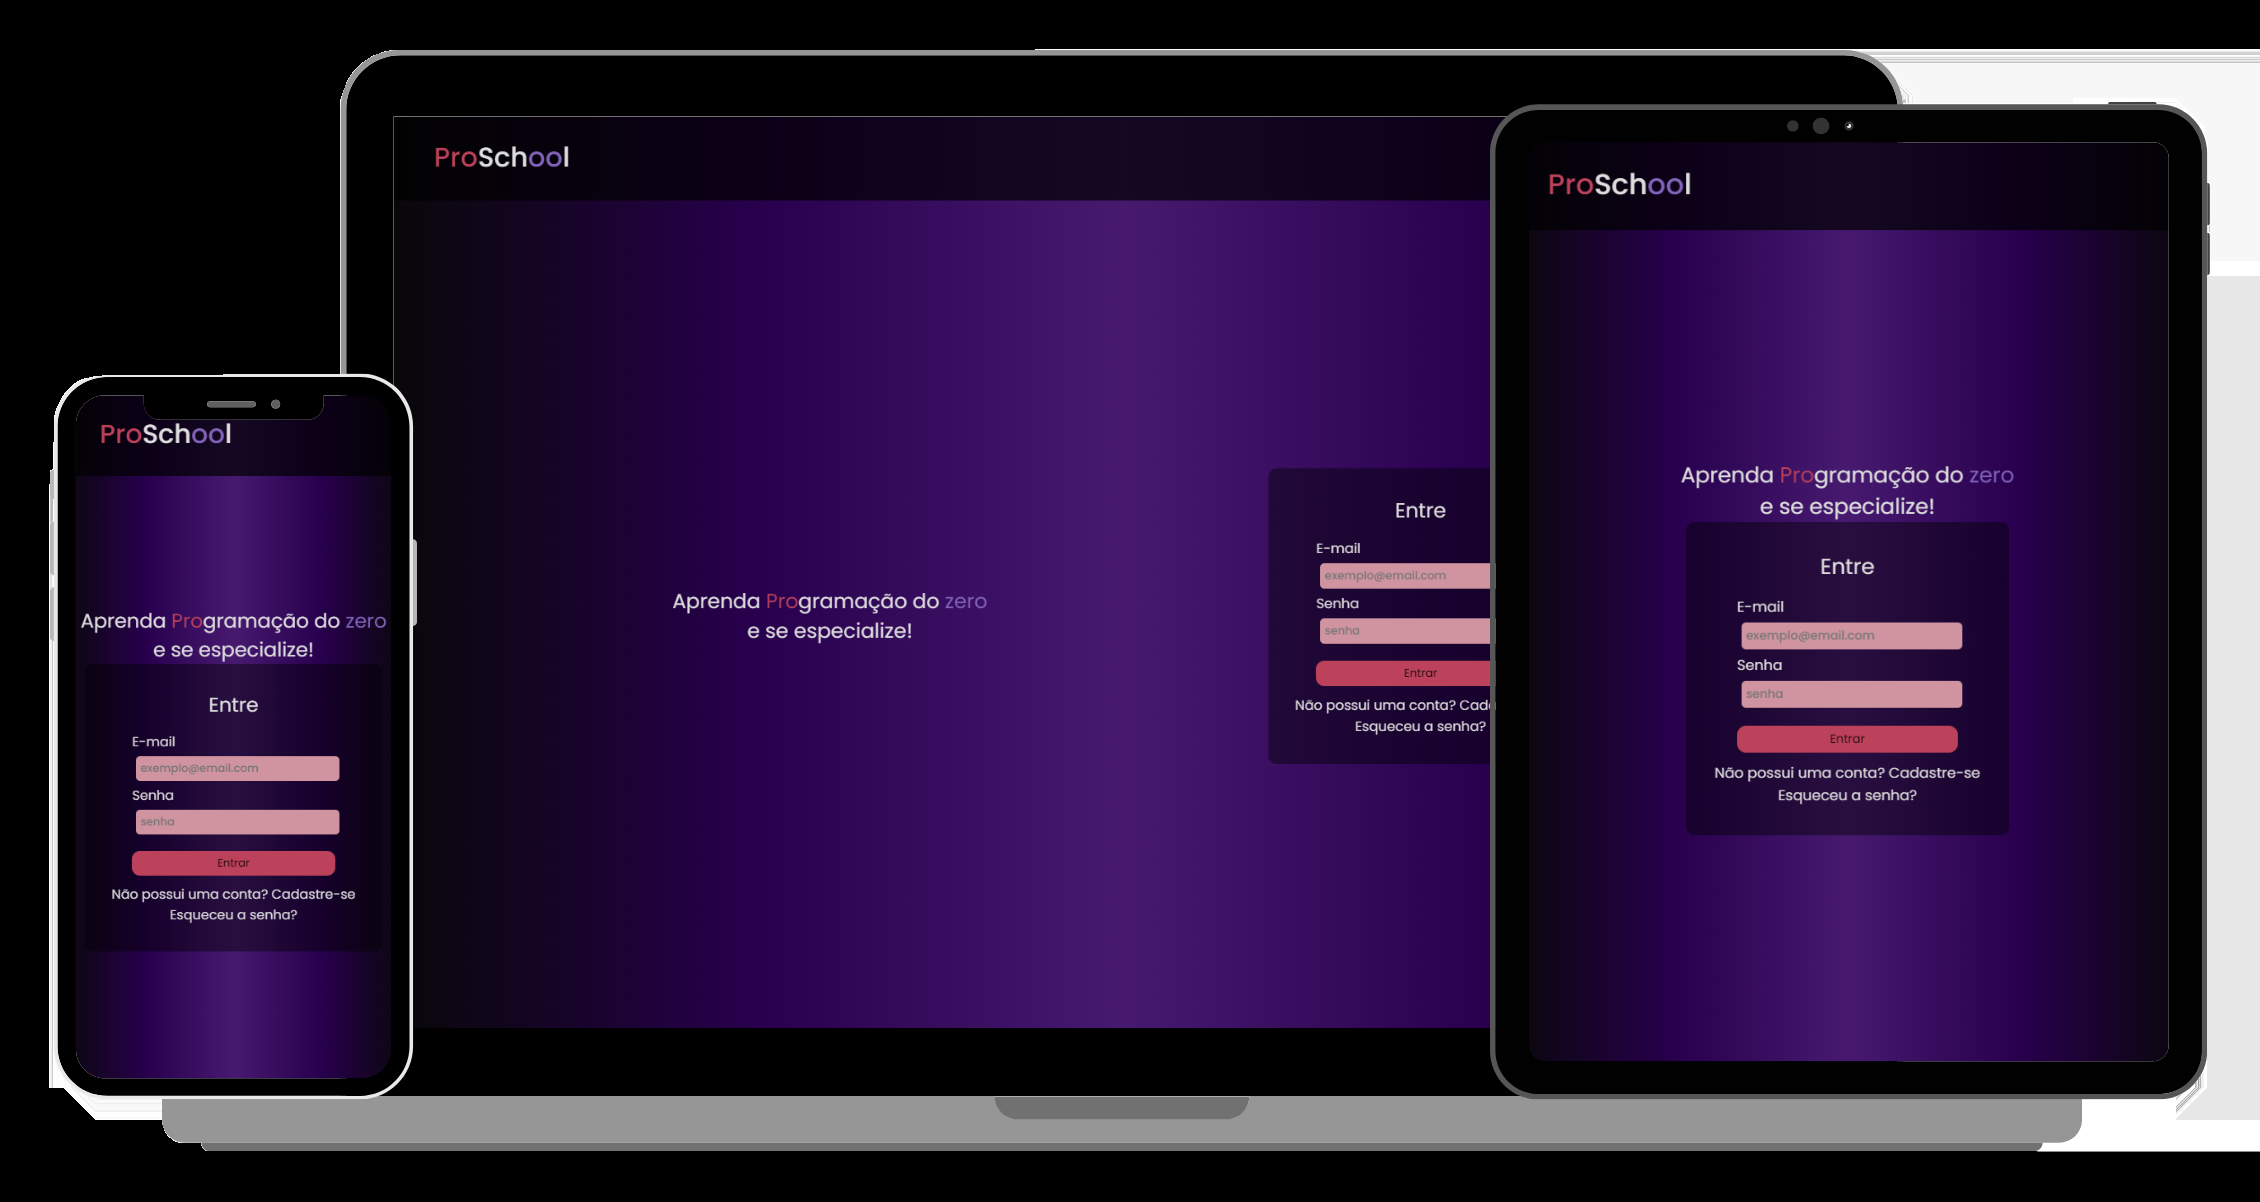 ProSchool
Aprenda Programação do zero
e se especialize!
Entre
E-mail
exemplo@email.com
Senha
senha
Entrar
Não possui uma conta?
Esqueceu a senha?
ProSchool
Aprenda Programação do zero
e se especialize!
Entre
E-mail
exemplo@email.com
Senha
senha
Entrar
Não possui uma conta? Cadastre-se
Esqueceu a senha?
ProSchool
Aprenda Programação do zero
e se especialize!
Entre
E-mail
exemplo@email.com
Senha
senha
Entrar
Não possui uma conta? Cadastre-se
Esqueceu a senha?